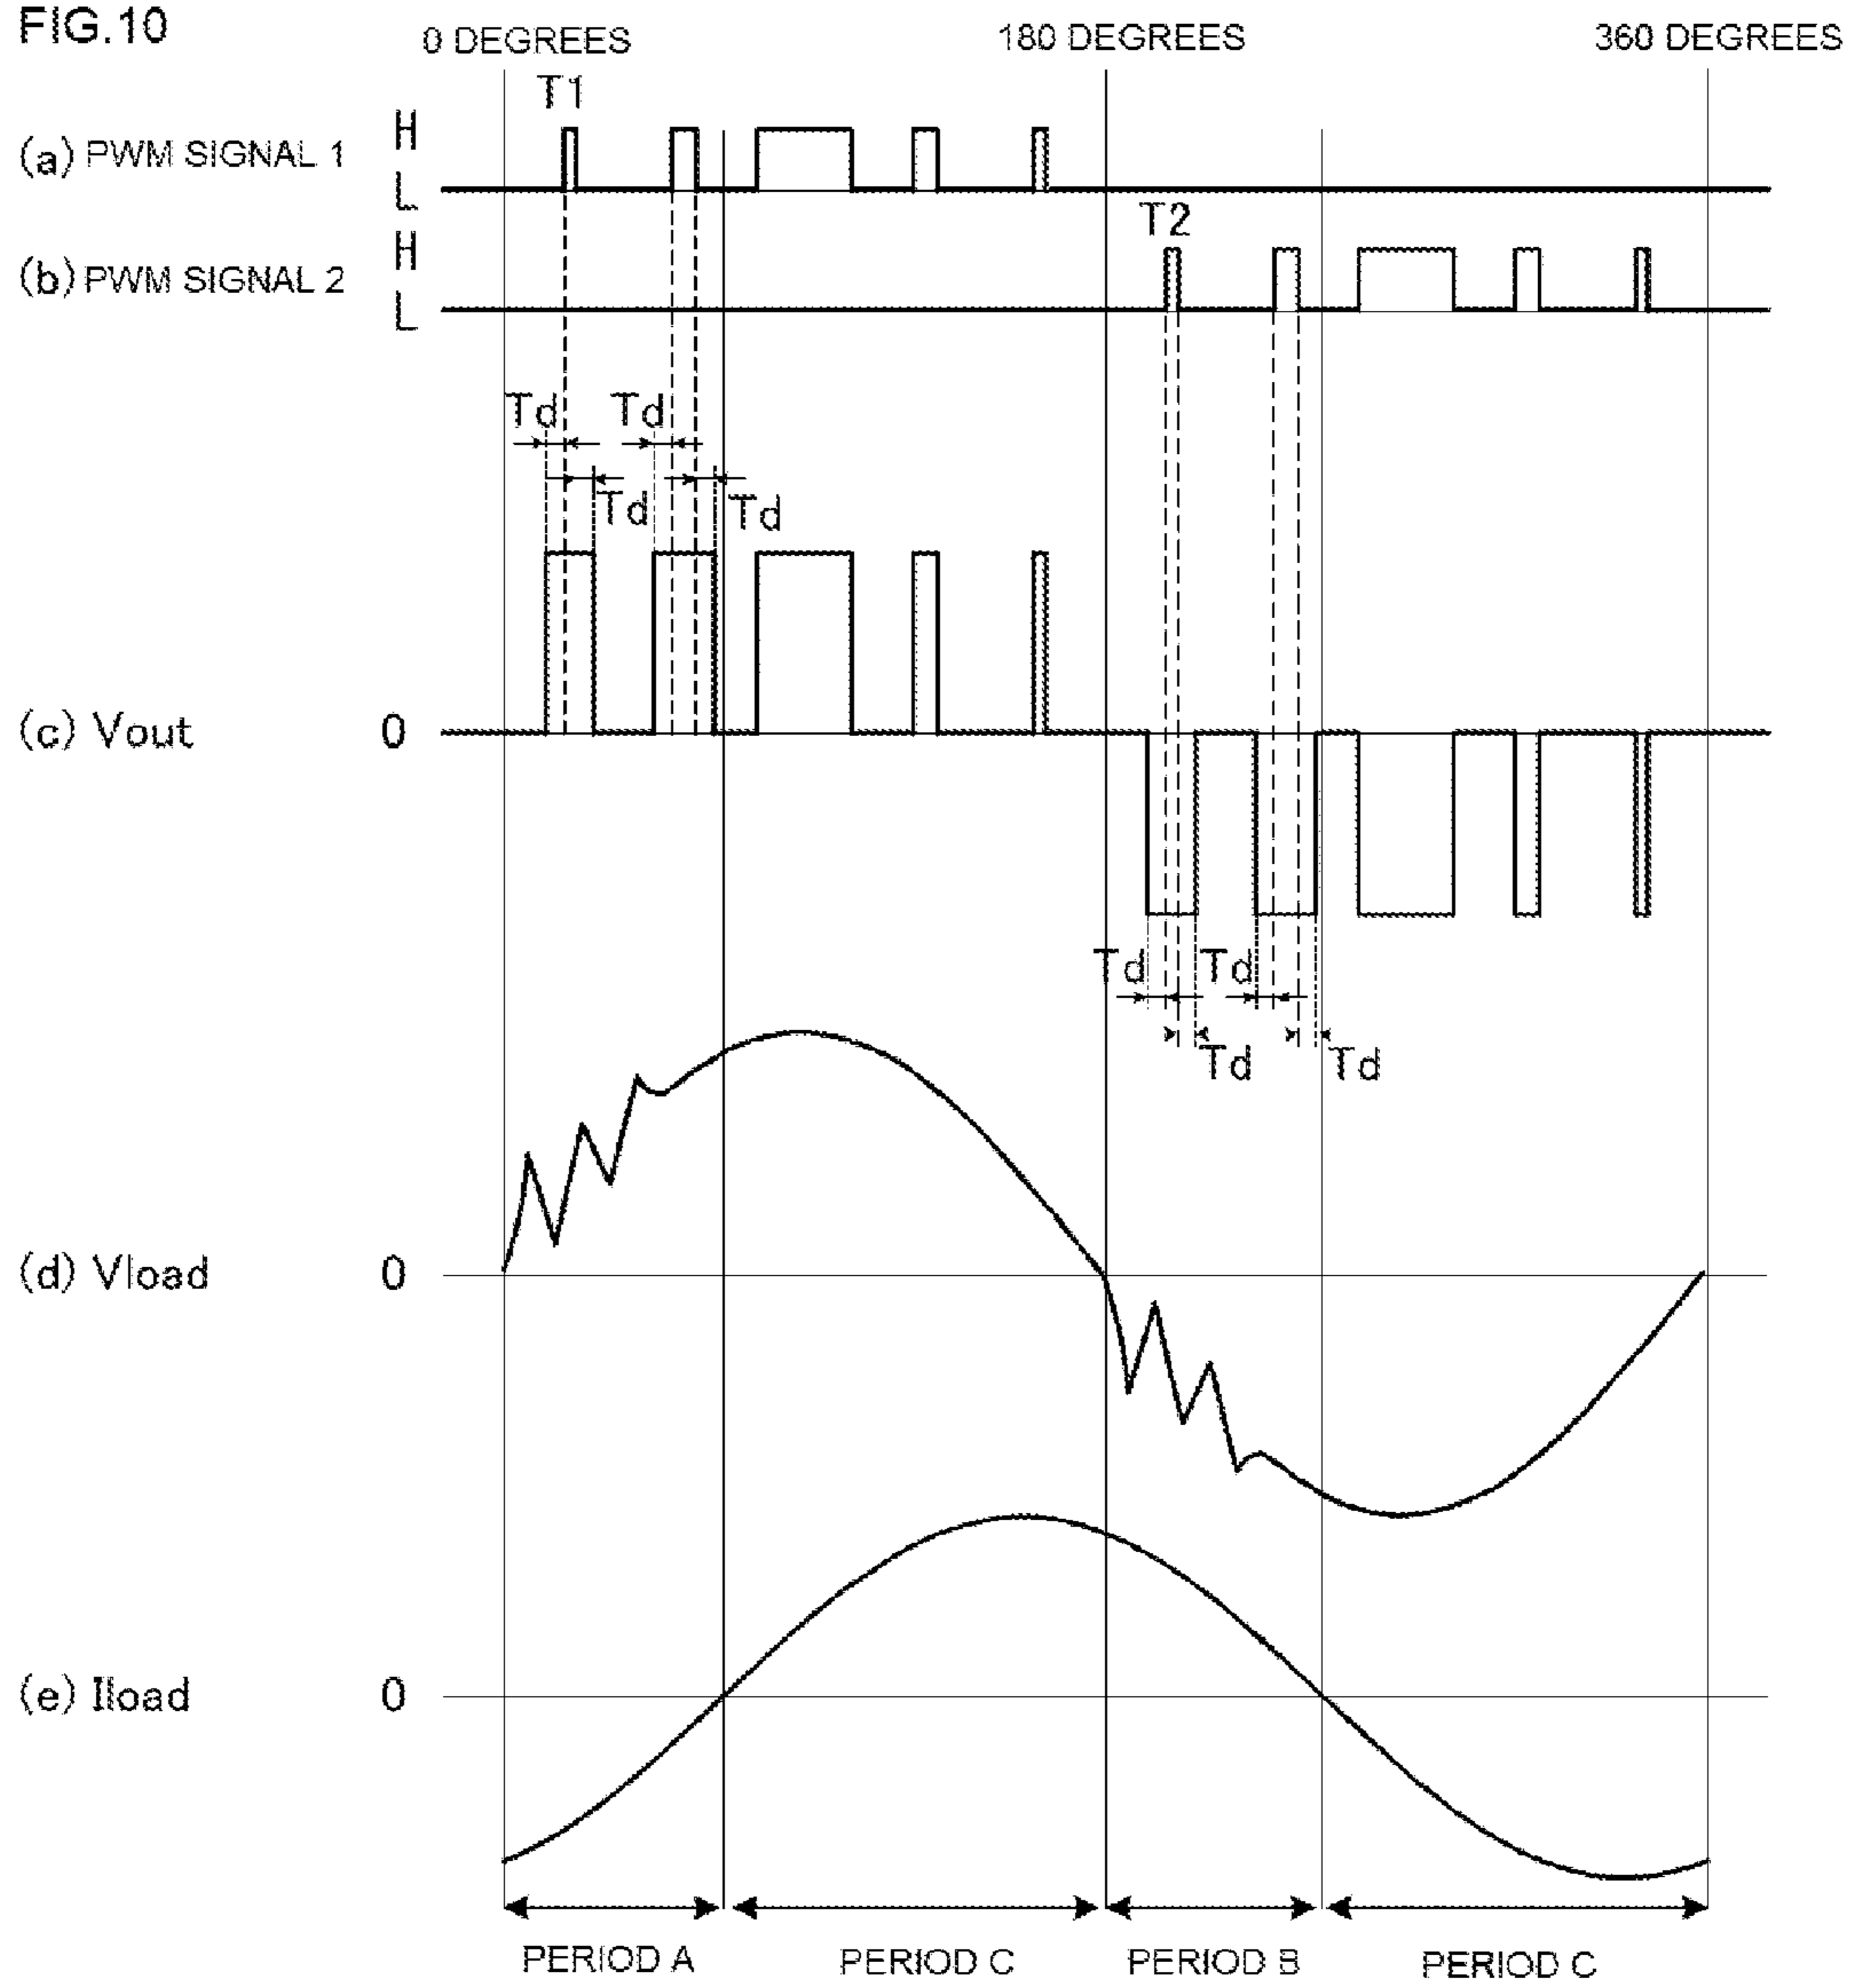 FIG.10
0 DEGREES 180 DEGREES 360 DEGREES
T1
(a) PWM SIGNAL 1 H
L
T2
(b) PWM SIGNAL 2 H
L
Td Td
Td Td
(c) Vout 0
Td Td
Td Td
(d) Vload 0
(e) Iload 0
PERIOD A PERIOD C PERIOD B PERIOD C